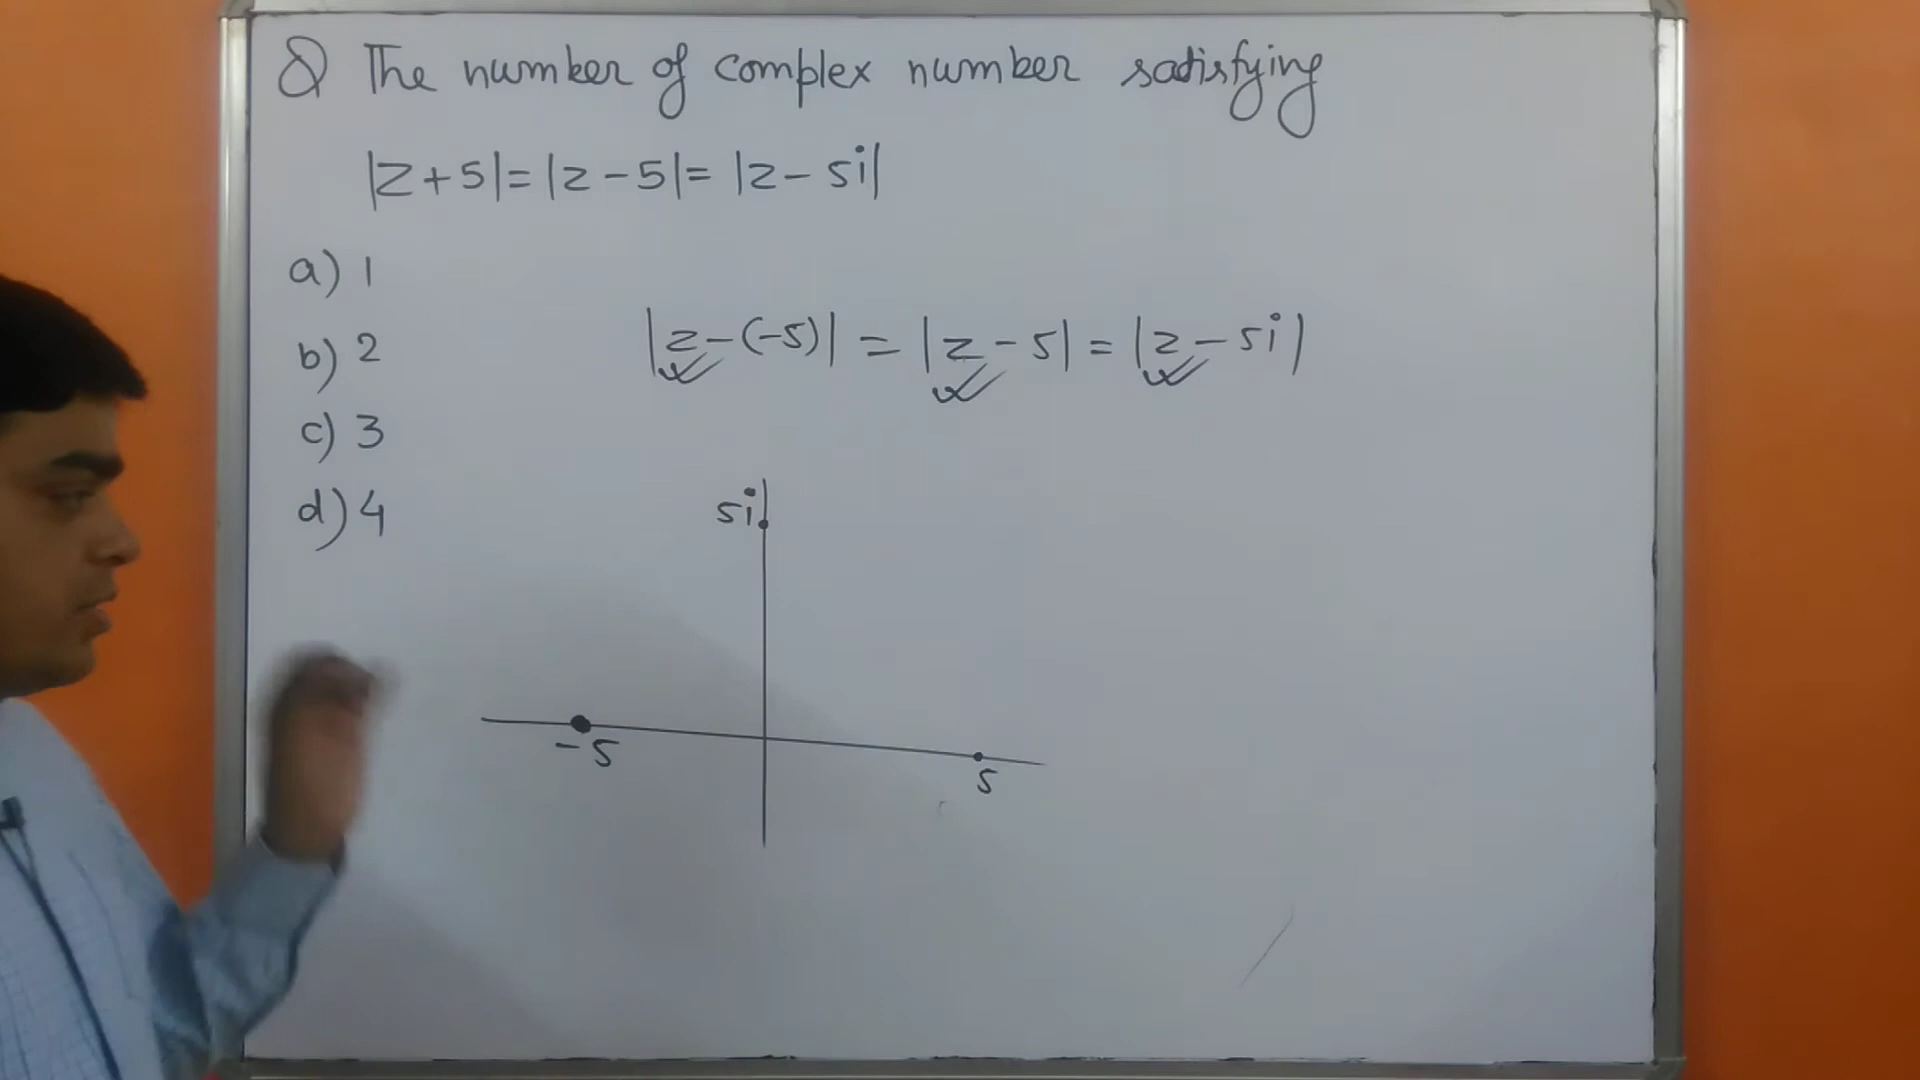 Q The number of complex number satisfying
|z+5|=|z-5|=|z-5i|
a) 1
|z-(-5)| = |z-5| = |z-5i|
b) 2
c) 3
d) 4
5i
-5
5